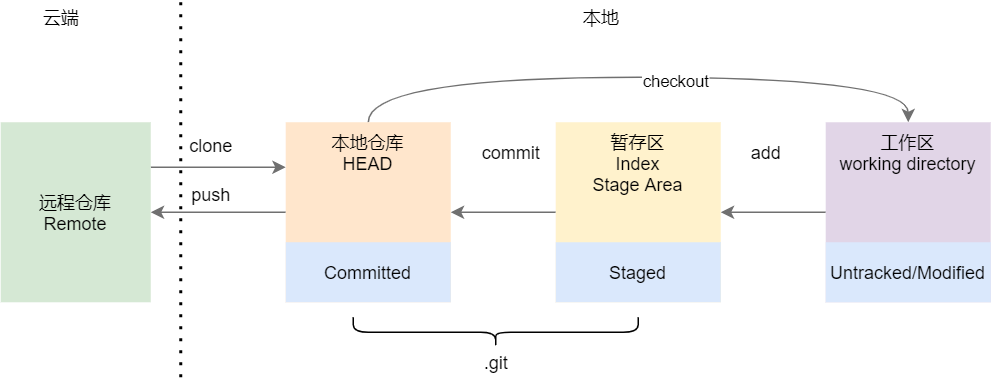 云端
本地
checkout
远程仓库
Remote
clone
push
本地仓库
HEAD
Committed
commit
暂存区
Index
Stage Area
Staged
add
工作区
working directory
Untracked/Modified
.git